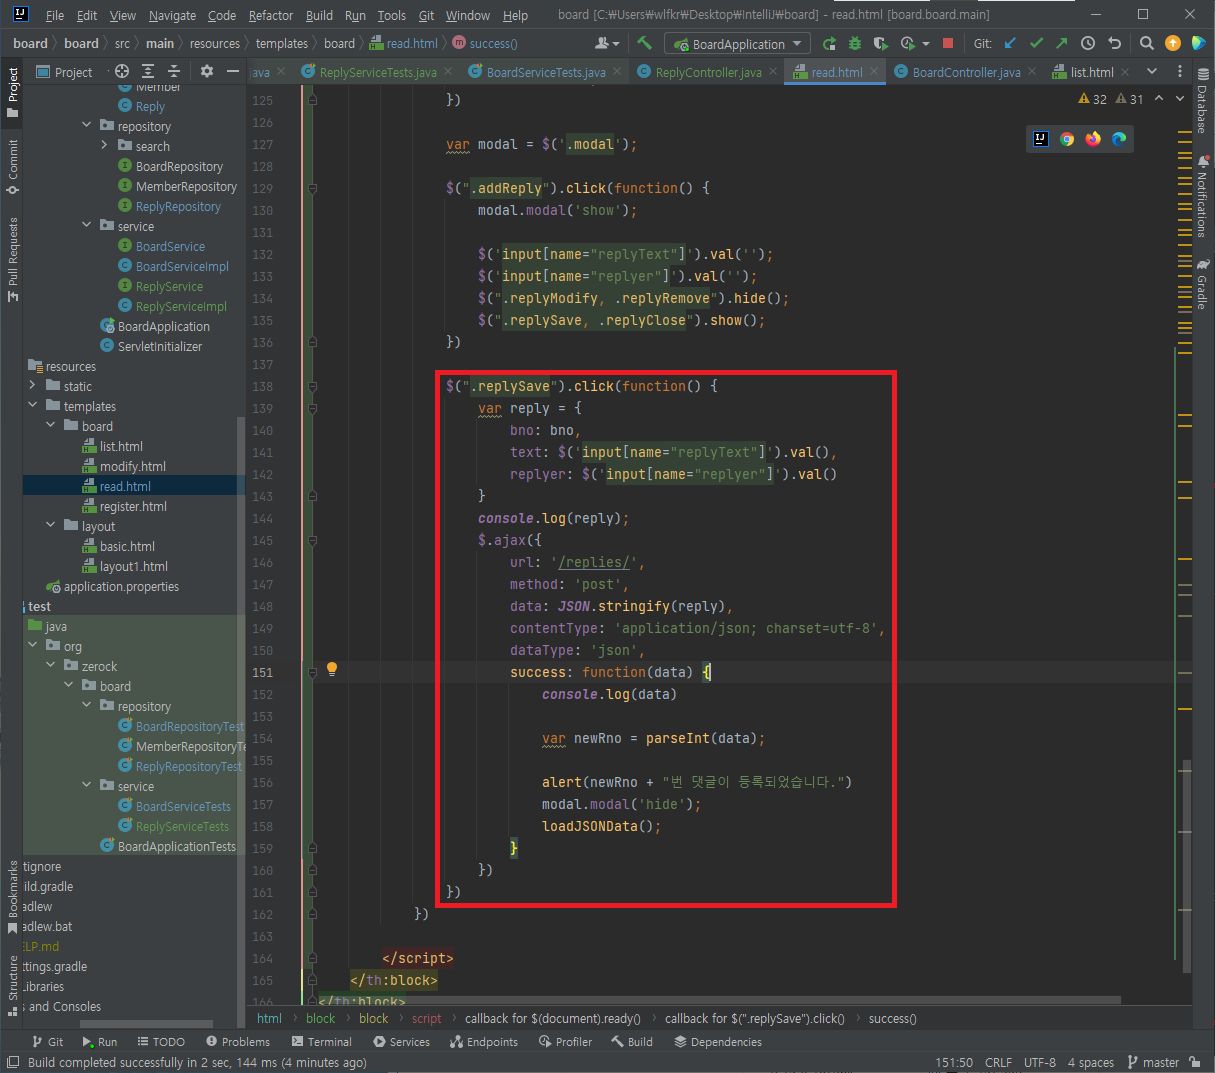 File Edit View Navigate Code Refactor Build Run Tools Git Window Help board [C:₩Users₩wlfkr₩Desktop₩IntelliJ₩board] - read.html [board.board.main]
board board src main resources templates board read.html success() BoardApplication Git:
Project java ReplyServiceTests.java BoardServiceTests.java ReplyController.java read.html BoardController.java list.html
Project
Commit
Pull Requests
Bookmarks
Structure
Member
Reply
repository
search
BoardRepository
MemberRepository
ReplyRepository
service
BoardService
BoardServiceImpl
ReplyService
ReplyServiceImpl
BoardApplication
ServletInitializer
resources
static
templates
board
list.html
modify.html
read.html
register.html
layout
basic.html
layout1.html
application.properties
test
java
org
zerock
board
repository
BoardRepositoryTest
MemberRepositoryTe
ReplyRepositoryTest
service
BoardServiceTests
ReplyServiceTests
BoardApplicationTests
tignore
ild.gradle
adlew
adlew.bat
ELP.md
ttings.gradle
Libraries
s and Consoles
32 31
125 })
126
127 var modal = $('.modal');
128
129 $(".addReply").click(function() {
130 modal.modal('show');
131
132 $('input[name="replyText"]').val('');
133 $('input[name="replyer"]').val('');
134 $(".replyModify, .replyRemove").hide();
135 $(".replySave, .replyClose").show();
136 })
137
138 $(".replySave").click(function() {
139 var reply = {
140 bno: bno,
141 text: $('input[name="replyText"]').val(),
142 replyer: $('input[name="replyer"]').val()
143 }
144 console.log(reply);
145 $.ajax({
146 url: '/replies/',
147 method: 'post',
148 data: JSON.stringify(reply),
149 contentType: 'application/json; charset=utf-8',
150 dataType: 'json',
151 success: function(data) {
152 console.log(data)
153
154 var newRno = parseInt(data);
155
156 alert(newRno + "번 댓글이 등록되었습니다.")
157 modal.modal('hide');
158 loadJSONData();
159 }
160 })
161 })
162 })
163
164 </script>
165 </th:block>
166 </th:block>
Database
Notifications
Gradle
html block block script callback for $(document).ready() callback for $(".replySave").click() success()
Git Run TODO Problems Terminal Services Endpoints Profiler Build Dependencies
Build completed successfully in 2 sec, 144 ms (4 minutes ago) 151:50 CRLF UTF-8 4 spaces master